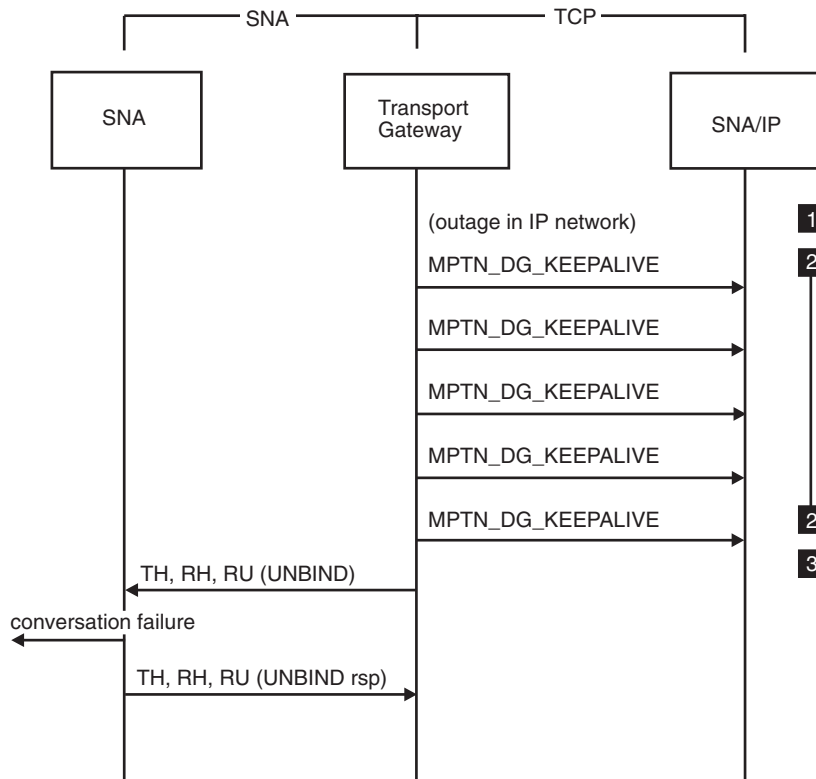 SNA
TCP
SNA
Transport
Gateway
SNA/IP
(outage in IP network)
1
MPTN_DG_KEEPALIVE
2
MPTN_DG_KEEPALIVE
MPTN_DG_KEEPALIVE
MPTN_DG_KEEPALIVE
MPTN_DG_KEEPALIVE
2
TH, RH, RU (UNBIND)
3
conversation failure
TH, RH, RU (UNBIND rsp)